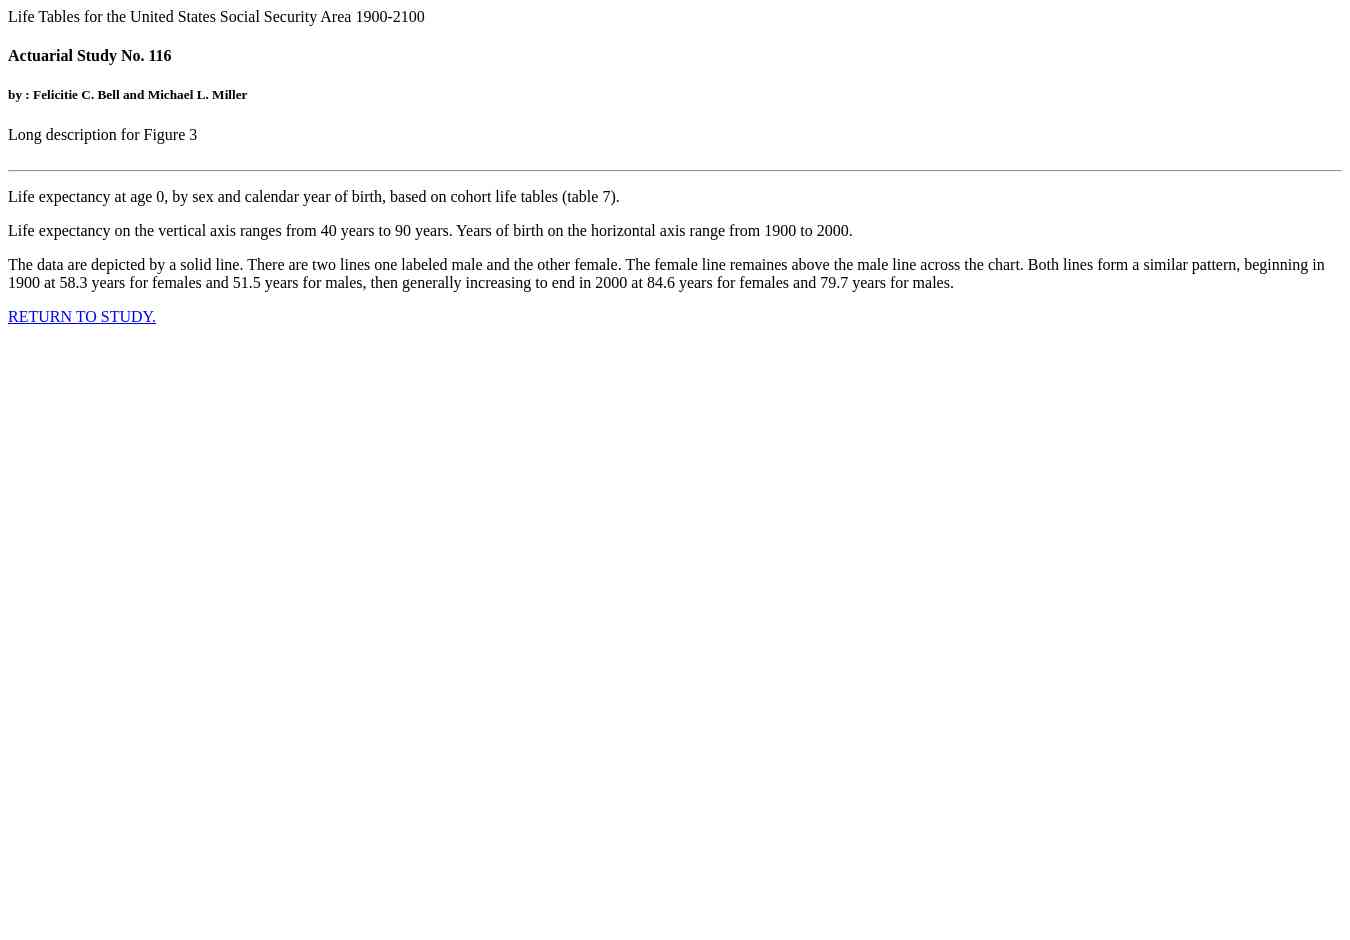 Life Tables for the United States Social Security Area 1900-2100
Actuarial Study No. 116
by : Felicitie C. Bell and Michael L. Miller
Long description for Figure 3
Life expectancy at age 0, by sex and calendar year of birth, based on cohort life tables (table 7).
Life expectancy on the vertical axis ranges from 40 years to 90 years. Years of birth on the horizontal axis range from 1900 to 2000.
The data are depicted by a solid line. There are two lines one labeled male and the other female. The female line remaines above the male line across the chart. Both lines form a similar pattern, beginning in
1900 at 58.3 years for females and 51.5 years for males, then generally increasing to end in 2000 at 84.6 years for females and 79.7 years for males.
RETURN TO STUDY.